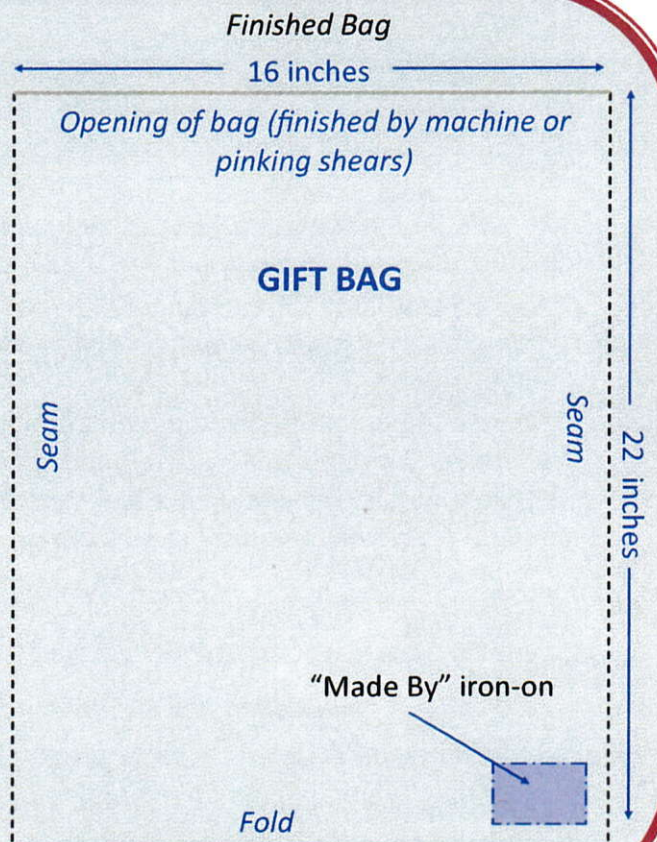 Finished Bag
16 inches
Opening of bag (finished by machine or
pinking shears)
GIFT BAG
Seam
Seam
22 inches
"Made By" iron-on
Fold